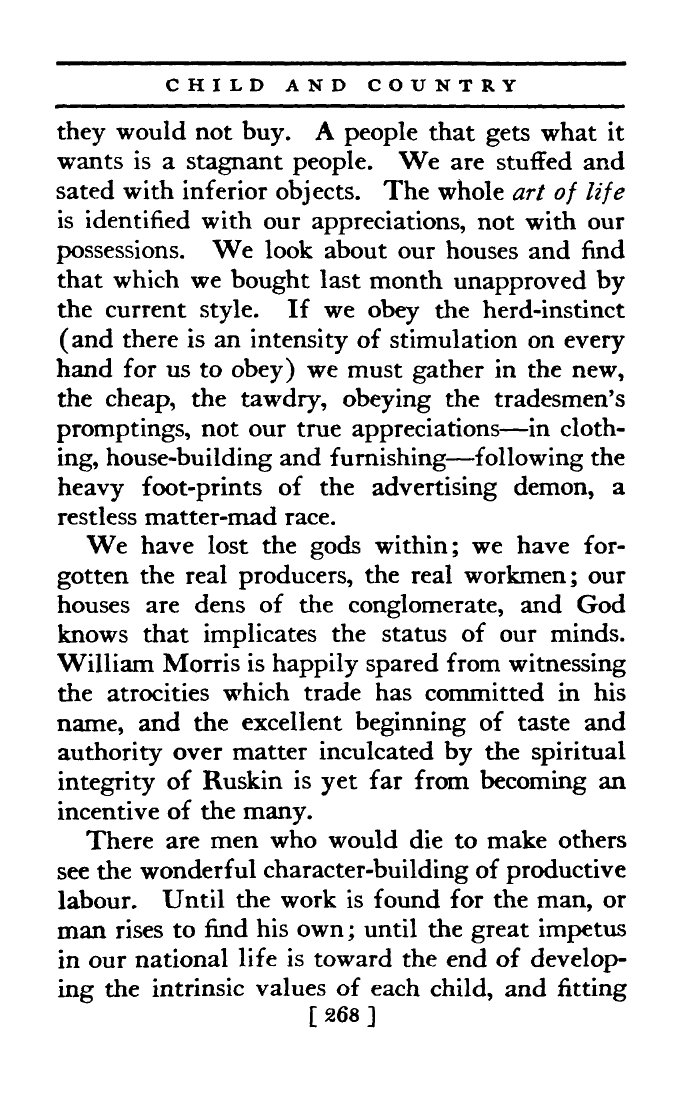 CHILD AND COUNTRY
they would not buy. A people that gets what it
wants is a stagnant people. We are stuffed and
sated with inferior objects. The whole art of life
is identified with our appreciations, not with our
possessions. We look about our houses and find
that which we bought last month unapproved by
the current style. If we obey the herd-instinct
(and there is an intensity of stimulation on every
hand for us to obey) we must gather in the new,
the cheap, the tawdry, obeying the tradesmen's
promptings, not our true appreciations—in cloth-
ing, house-building and furnishing—following the
heavy foot-prints of the advertising demon, a
restless matter-mad race.
We have lost the gods within; we have for-
gotten the real producers, the real workmen; our
houses are dens of the conglomerate, and God
knows that implicates the status of our minds.
William Morris is happily spared from witnessing
the atrocities which trade has committed in his
name, and the excellent beginning of taste and
authority over matter inculcated by the spiritual
integrity of Ruskin is yet far from becoming an
incentive of the many.
There are men who would die to make others
see the wonderful character-building of productive
labour. Until the work is found for the man, or
man rises to find his own; until the great impetus
in our national life is toward the end of develop-
ing the intrinsic values of each child, and fitting
[ 268 ]